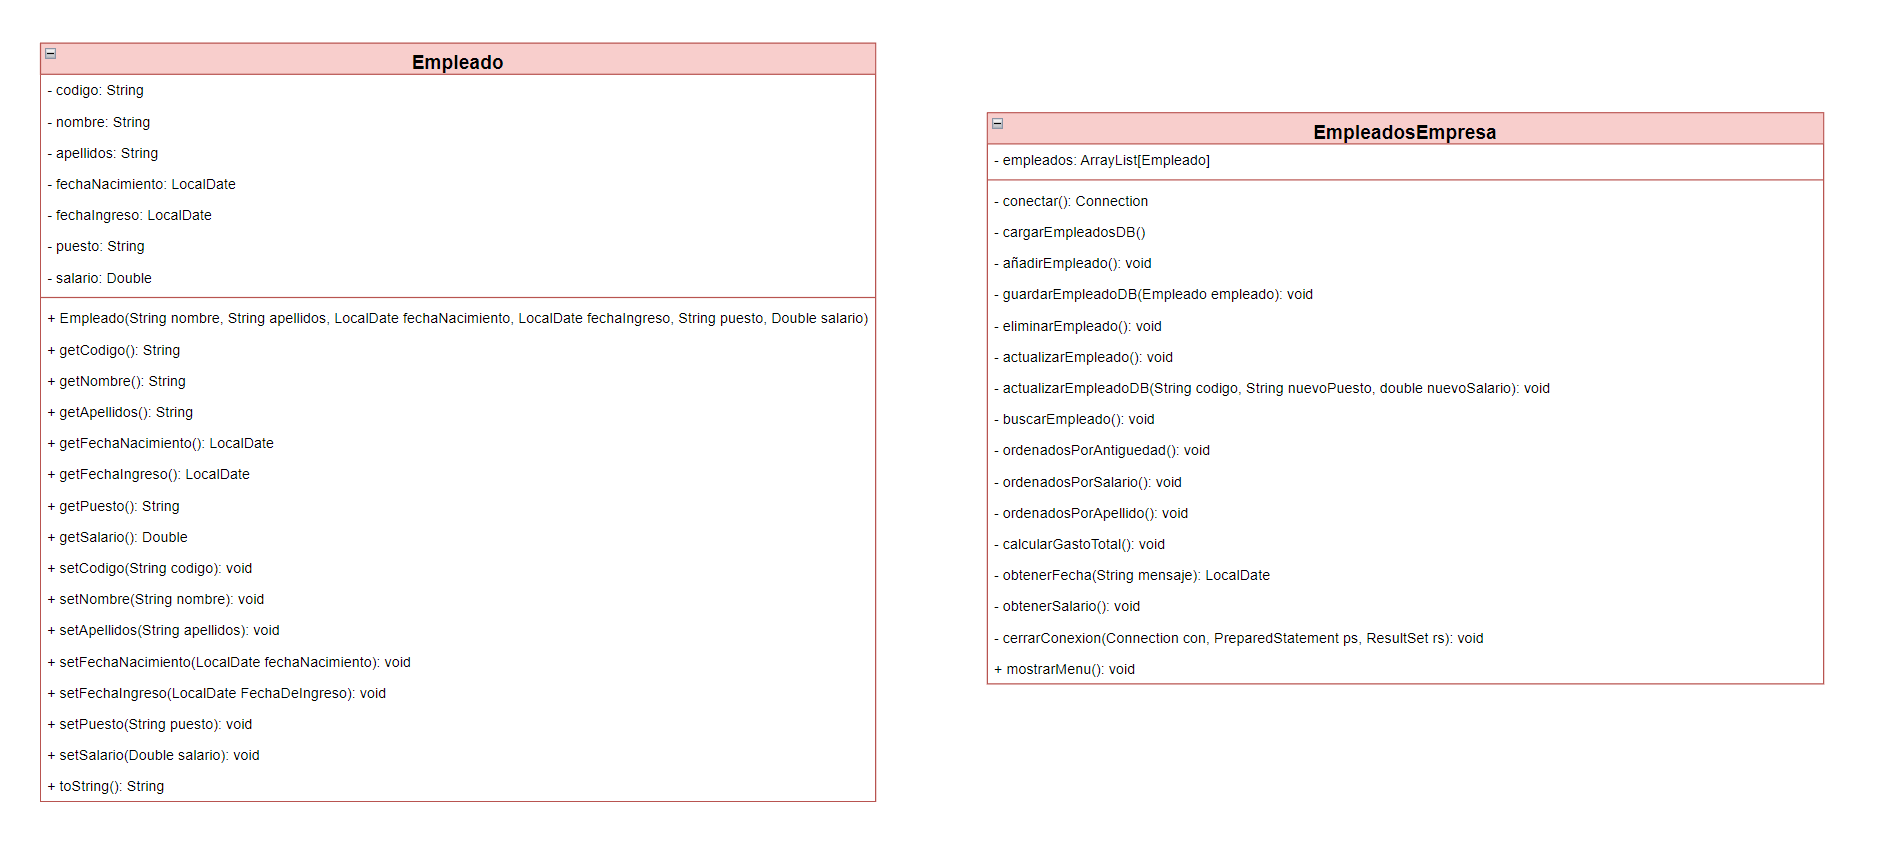 Empleado
- codigo: String
- nombre: String
- apellidos: String
- fechaNacimiento: LocalDate
- fechaIngreso: LocalDate
- puesto: String
- salario: Double
+ Empleado(String nombre, String apellidos, LocalDate fechaNacimiento, LocalDate fechaIngreso, String puesto, Double salario)
+ getCodigo(): String
+ getNombre(): String
+ getApellidos(): String
+ getFechaNacimiento(): LocalDate
+ getFechaIngreso(): LocalDate
+ getPuesto(): String
+ getSalario(): Double
+ setCodigo(String codigo): void
+ setNombre(String nombre): void
+ setApellidos(String apellidos): void
+ setFechaNacimiento(LocalDate fechaNacimiento): void
+ setFechaIngreso(LocalDate FechaDeIngreso): void
+ setPuesto(String puesto): void
+ setSalario(Double salario): void
+ toString(): String
EmpleadosEmpresa
- empleados: ArrayList[Empleado]
- conectar(): Connection
- cargarEmpleadosDB()
- añadirEmpleado(): void
- guardarEmpleadoDB(Empleado empleado): void
- eliminarEmpleado(): void
- actualizarEmpleado(): void
- actualizarEmpleadoDB(String codigo, String nuevoPuesto, double nuevoSalario): void
- buscarEmpleado(): void
- ordenadosPorAntiguedad(): void
- ordenadosPorSalario(): void
- ordenadosPorApellido(): void
- calcularGastoTotal(): void
- obtenerFecha(String mensaje): LocalDate
- obtenerSalario(): void
- cerrarConexion(Connection con, PreparedStatement ps, ResultSet rs): void
+ mostrarMenu(): void